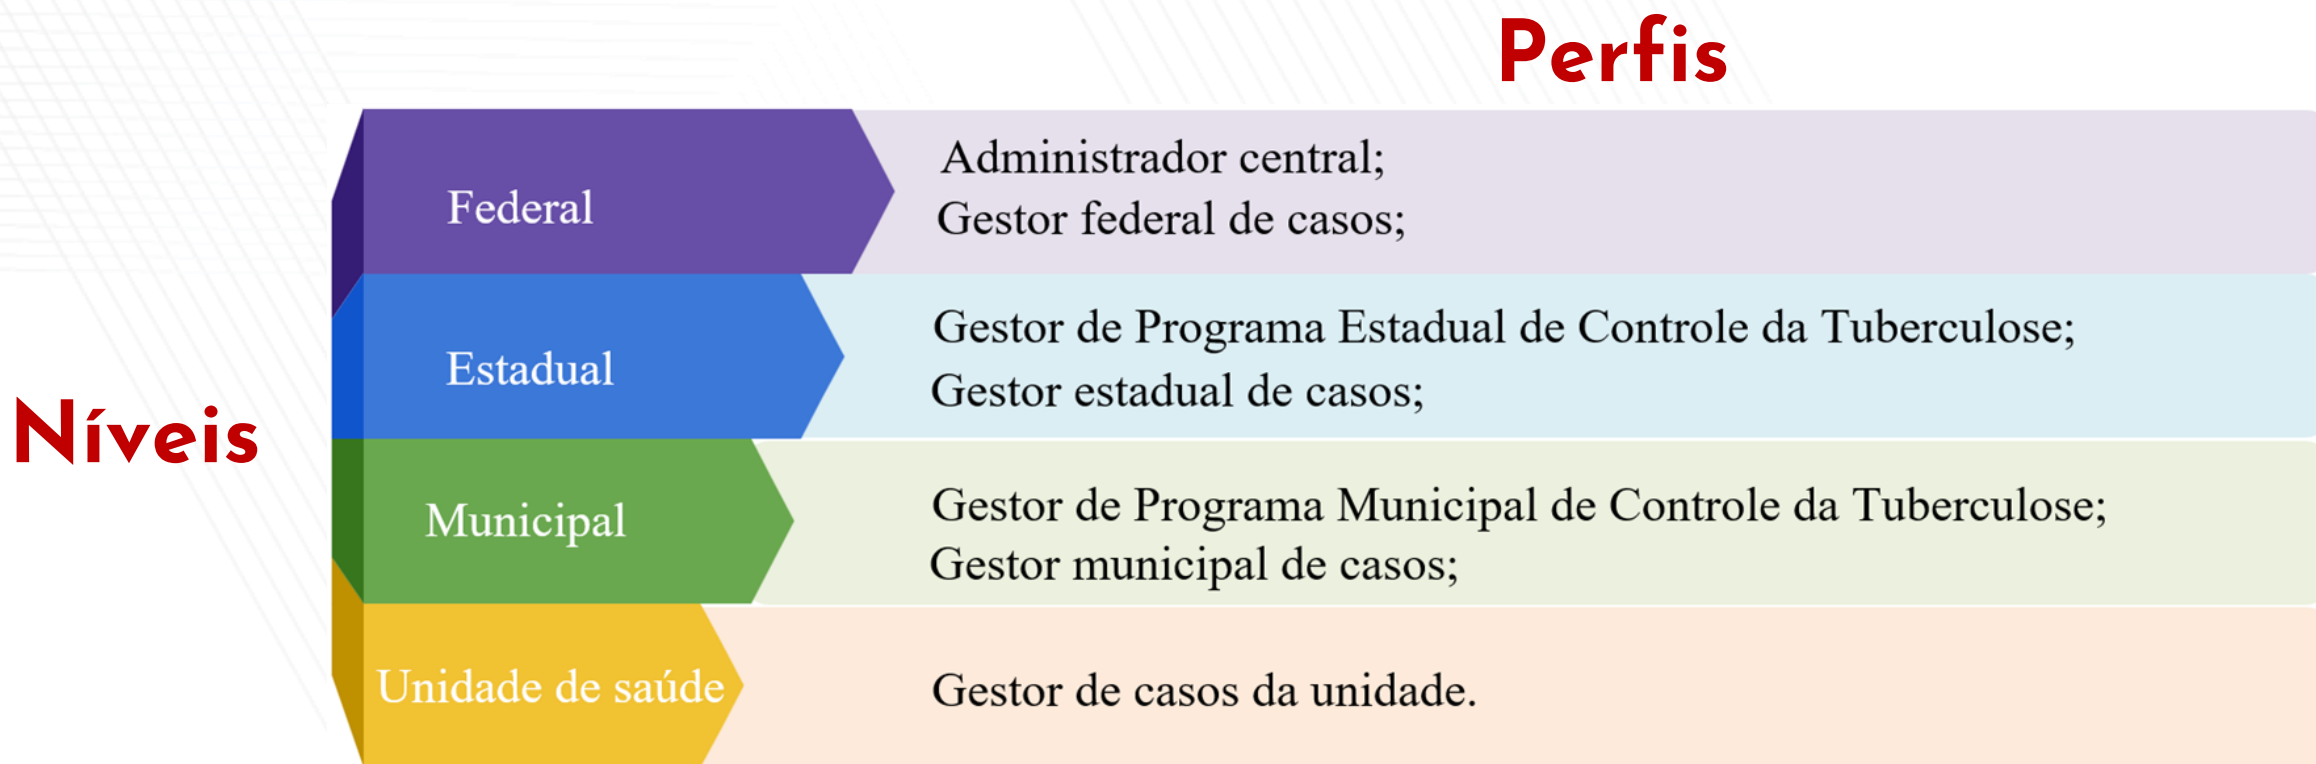 Perfis
Níveis
Federal
Administrador central;
Gestor federal de casos;
Estadual
Gestor de Programa Estadual de Controle da Tuberculose;
Gestor estadual de casos;
Municipal
Gestor de Programa Municipal de Controle da Tuberculose;
Gestor municipal de casos;
Unidade de saúde
Gestor de casos da unidade.